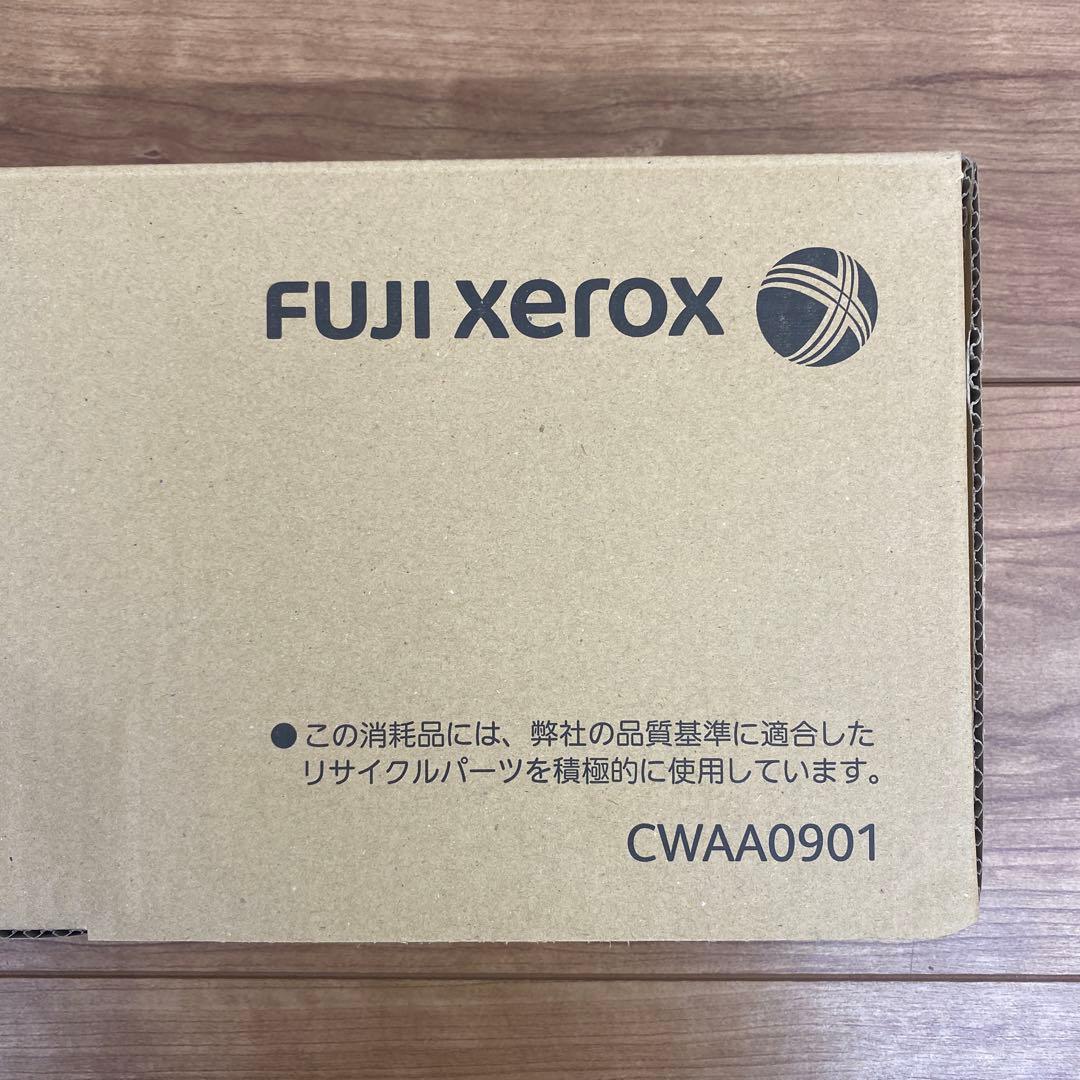 FUJI xerox
●この消耗品には、弊社の品質基準に適合した
リサイクルパーツを積極的に使用しています。
CWAA0901